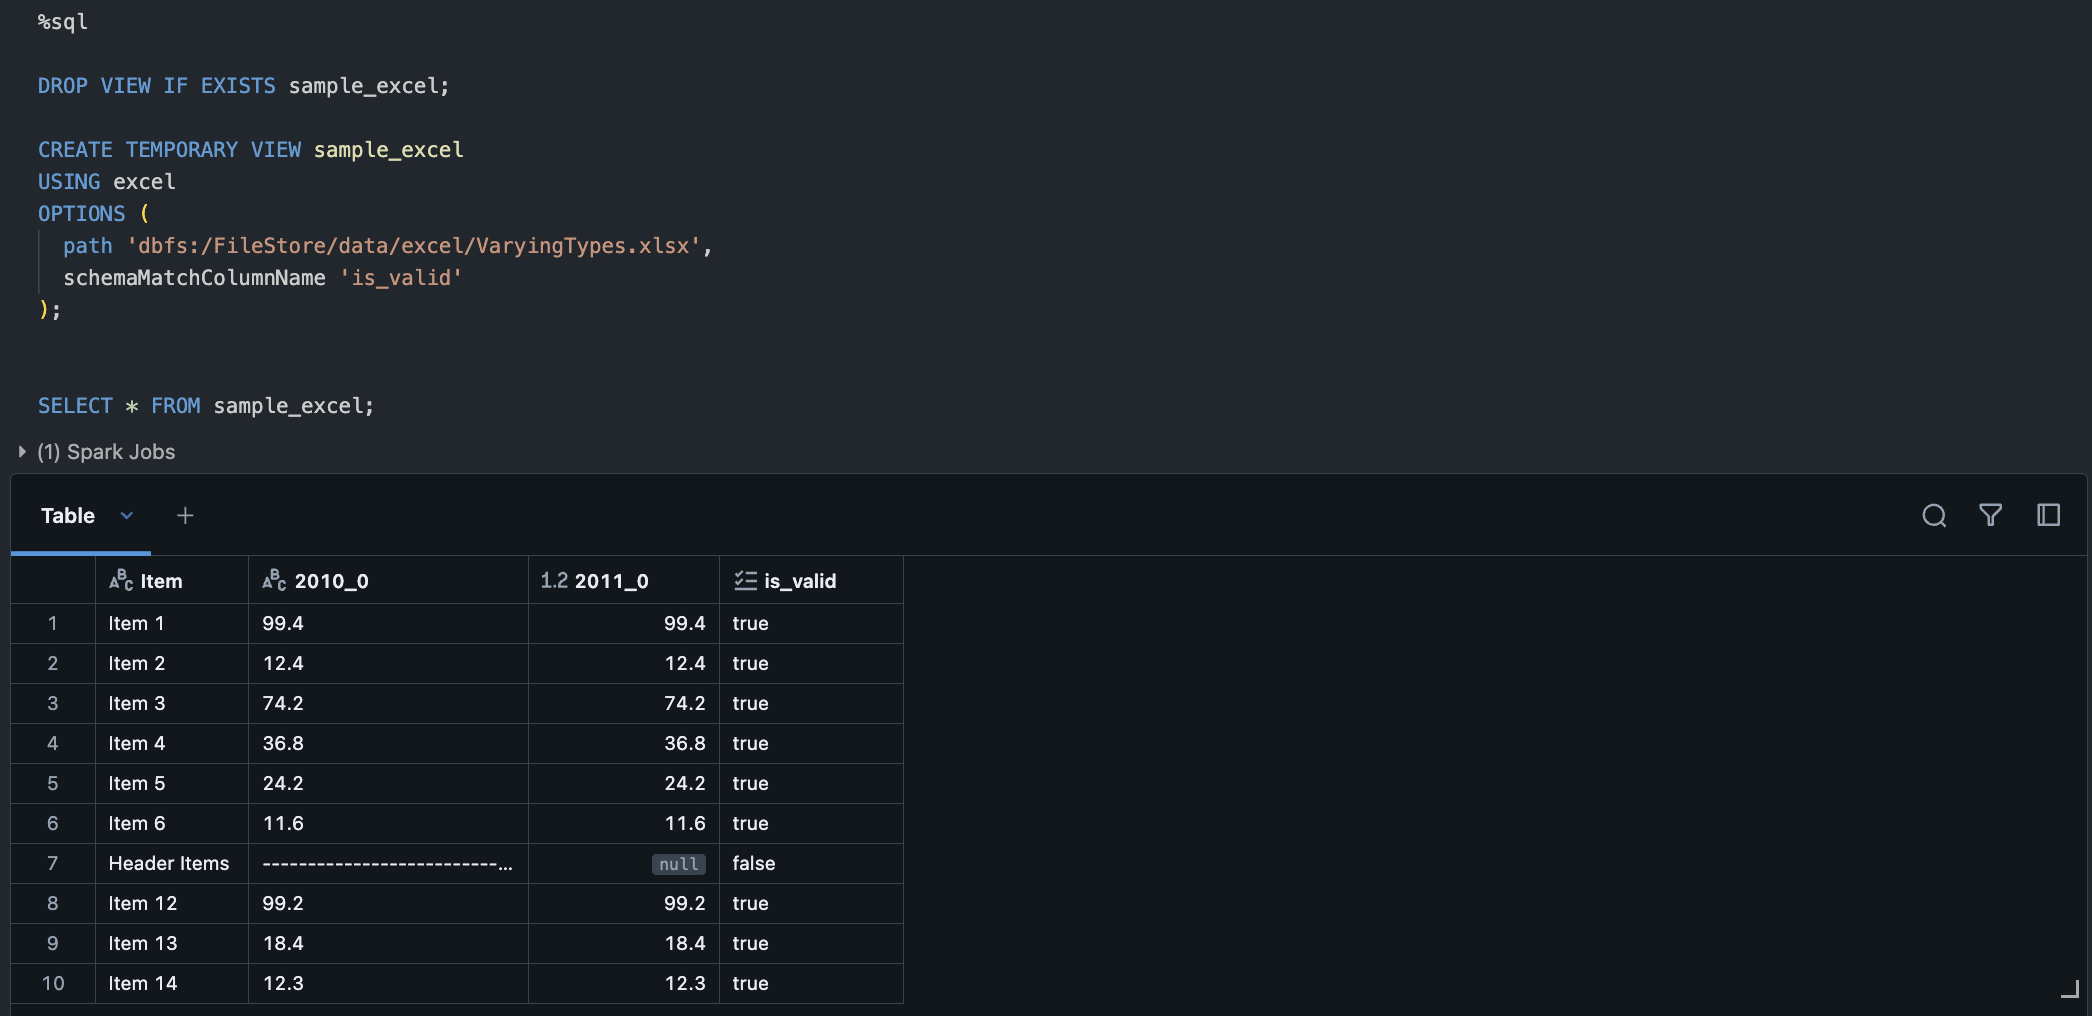 %sql
DROP VIEW IF EXISTS sample_excel;
CREATE TEMPORARY VIEW sample_excel
USING excel
OPTIONS (
path 'dbfs:/FileStore/data/excel/VaryingTypes.xlsx',
schemaMatchColumnName 'is_valid'
);
SELECT * FROM sample_excel;
(1) Spark Jobs
Table +
ABC Item ABC 2010_0 1.2 2011_0 is_valid
1 Item 1 99.4 99.4 true
2 Item 2 12.4 12.4 true
3 Item 3 74.2 74.2 true
4 Item 4 36.8 36.8 true
5 Item 5 24.2 24.2 true
6 Item 6 11.6 11.6 true
7 Header Items --------------------------... null false
8 Item 12 99.2 99.2 true
9 Item 13 18.4 18.4 true
10 Item 14 12.3 12.3 true